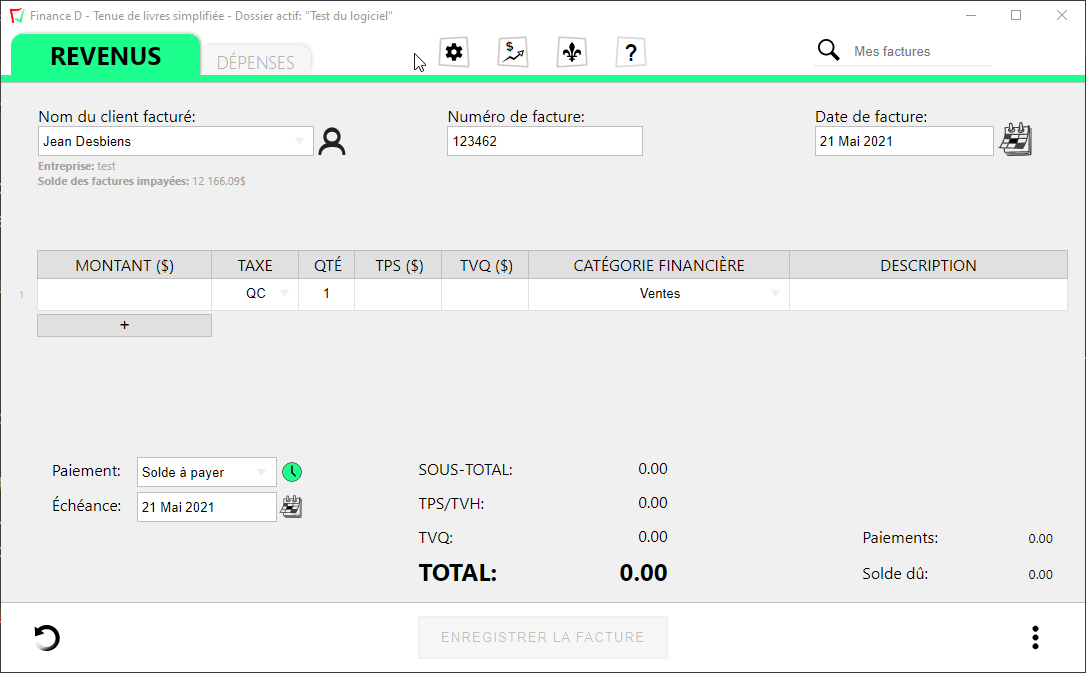 Finance D - Tenue de livres simplifiée - Dossier actif: "Test du logiciel"
REVENUS
DÉPENSES
$
?
Mes factures
Nom du client facturé:
Numéro de facture:
Date de facture:
Jean Desbiens
123462
21 Mai 2021
Entreprise: test
Solde des factures impayées: 12 166.09$
MONTANT ($) TAXE QTÉ TPS ($) TVQ ($) CATÉGORIE FINANCIÈRE DESCRIPTION
1 QC 1 Ventes
+
Paiement: Solde à payer
Échéance: 21 Mai 2021
SOUS-TOTAL: 0.00
TPS/TVH: 0.00
TVQ: 0.00
TOTAL: 0.00
Paiements: 0.00
Solde dû: 0.00
ENREGISTRER LA FACTURE